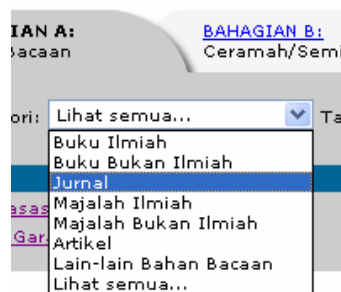 IAN A:
Bacaan
BAHAGIAN B:
Ceramah/Semi
ori: Lihat semua... Ta
Buku Ilmiah
Buku Bukan Ilmiah
Jurnal
Majalah Ilmiah
Majalah Bukan Ilmiah
Artikel
Lain-lain Bahan Bacaan
Lihat semua...
asas
Gar